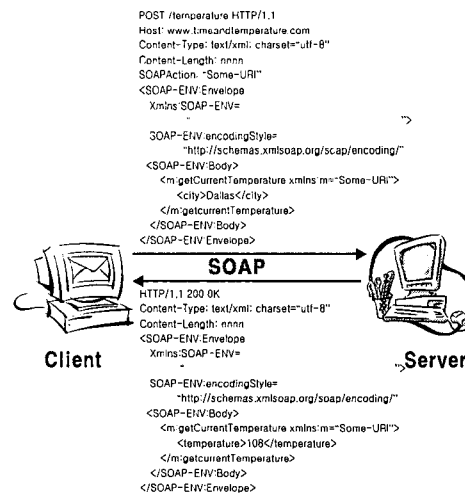 POST /temperature HTTP/1.1
Host: www.timeandtemperature.com
Content-Type: text/xml: charset="utf-8"
Content-Length: nnnn
SOAPAction: "Some-URI"
<SOAP-ENV:Envelope
Xmlns:SOAP-ENV=
"                    ">
SOAP-ENV:encodingStyle=
"http://schemas.xmlsoap.org/soap/encoding/"
<SOAP-ENV:Body>
<m:getCurrentTemperature xmlns:m="Some-URI">
<city>Dallas</city>
</m:getcurrentTemperature>
</SOAP-ENV:Body>
</SOAP-ENV:Envelope>
SOAP
HTTP/1.1 200 OK
Content-Type: text/xml: charset="utf-8"
Content-Length: nnnn
<SOAP-ENV:Envelope
Xmlns:SOAP-ENV=
"                    ">
Client
Server
SOAP-ENV:encodingStyle=
"http://schemas.xmlsoap.org/soap/encoding/"
<SOAP-ENV:Body>
<m:getCurrentTemperature xmlns:m="Some-URI">
<temperature>108</temperature>
</m:getcurrentTemperature>
</SOAP-ENV:Body>
</SOAP-ENV:Envelope>